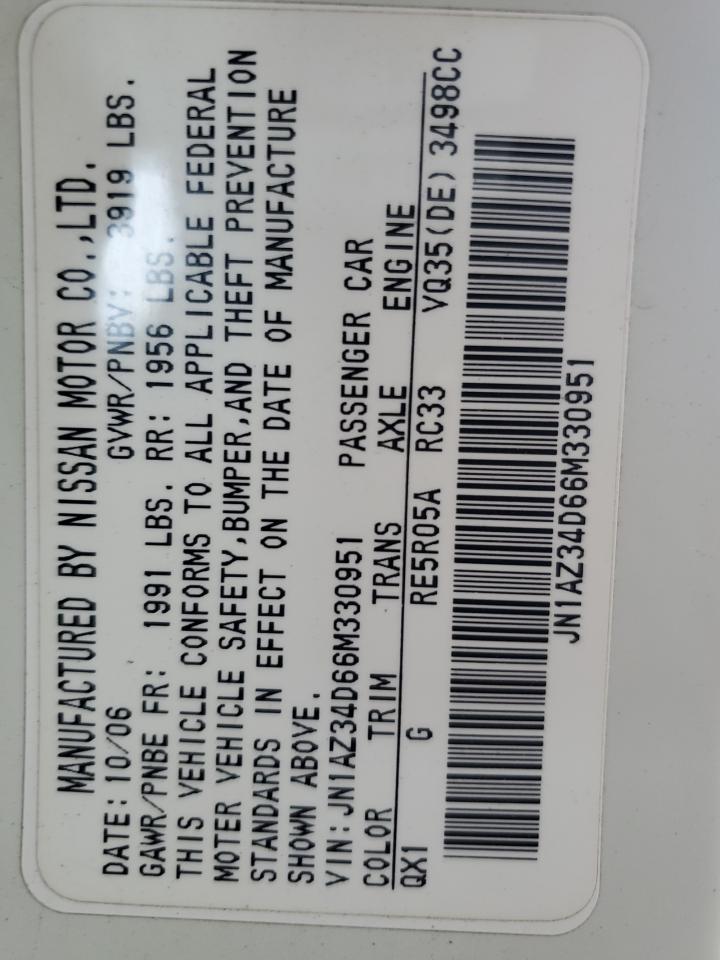 MANUFACTURED BY NISSAN MOTOR CO.,LTD.
DATE: 10/06 GVWR/PNBV: 3919 LBS.
GAWR/PNBE FR: 1991 LBS. RR: 1956 LBS.
THIS VEHICLE CONFORMS TO ALL APPLICABLE FEDERAL
MOTER VEHICLE SAFETY,BUMPER,AND THEFT PREVENTION
STANDARDS IN EFFECT ON THE DATE OF MANUFACTURE
SHOWN ABOVE.
VIN: JN1AZ34D66M330951 PASSENGER CAR
COLOR TRIM TRANS AXLE ENGINE
QX1 G RE5R05A RC33 VQ35(DE) 3498CC
JN1AZ34D66M330951